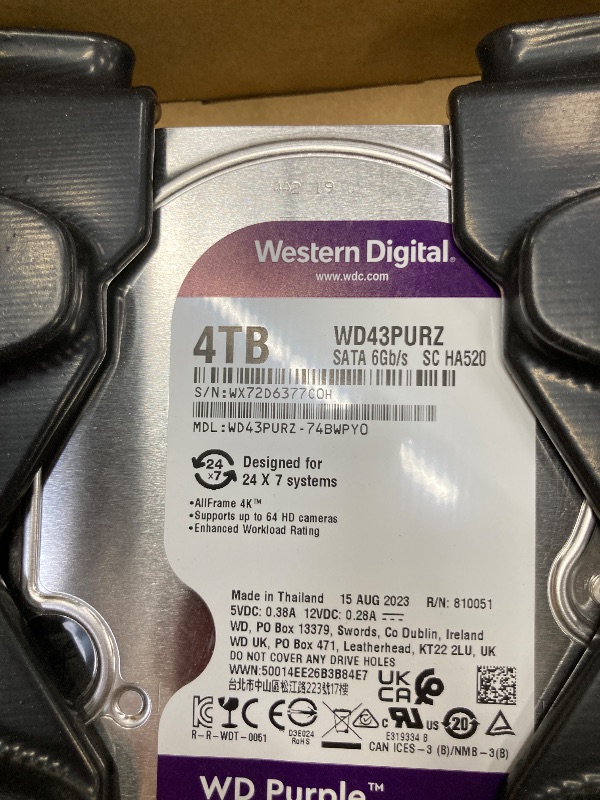 Western Digital.
www.wdc.com
4TB
WD43PURZ
SATA 6Gb/s SC HA520
S/N:WX72D6377C0H
MDL:WD43PURZ-74BWPY0
24
x7
Designed for
24 X 7 systems
•AllFrame 4K™
•Supports up to 64 HD cameras
•Enhanced Workload Rating
Made in Thailand 15 AUG 2023 R/N: 810051
5VDC: 0.38A 12VDC: 0.28A
WD, PO Box 13379, Swords, Co Dublin, Ireland
WD UK, PO Box 471, Leatherhead, KT22 2LU, UK
DO NOT COVER ANY DRIVE HOLES
WWN:50014EE26B3B84E7
台北市中山區松江路223號17樓
UK
CA
R-R-WDT-0061
D3E024
RoHS
US
E319334 B
20
CAN ICES-3 (B)/NMB-3(B)
WD Purple™